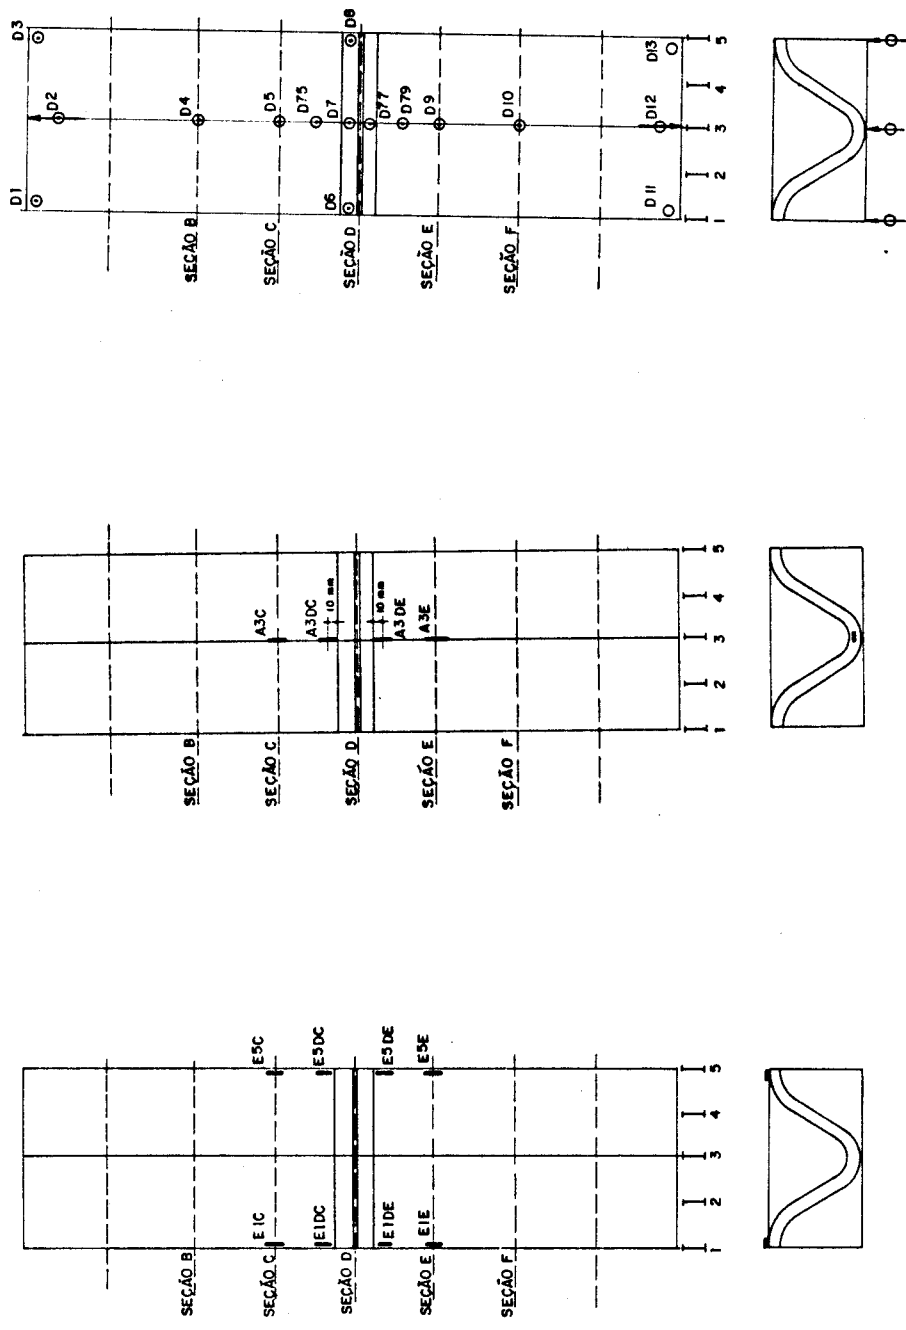 D3
D2
D1
D4
D5
D75
D7
D8
D6
D77
D79
D9
D10
D12
D13
D11
SEÇÃO B
SEÇÃO C
SEÇÃO D
SEÇÃO E
SEÇÃO F
1 2 3 4 5
A3C
A3DC
10 mm
10 mm
A3DE
A3E
SEÇÃO B
SEÇÃO C
SEÇÃO D
SEÇÃO E
SEÇÃO F
1 2 3 4 5
E5C
E5DC
E5DE
E5E
E1C
E1DC
E1DE
E1E
SEÇÃO B
SEÇÃO C
SEÇÃO D
SEÇÃO E
SEÇÃO F
1 2 3 4 5